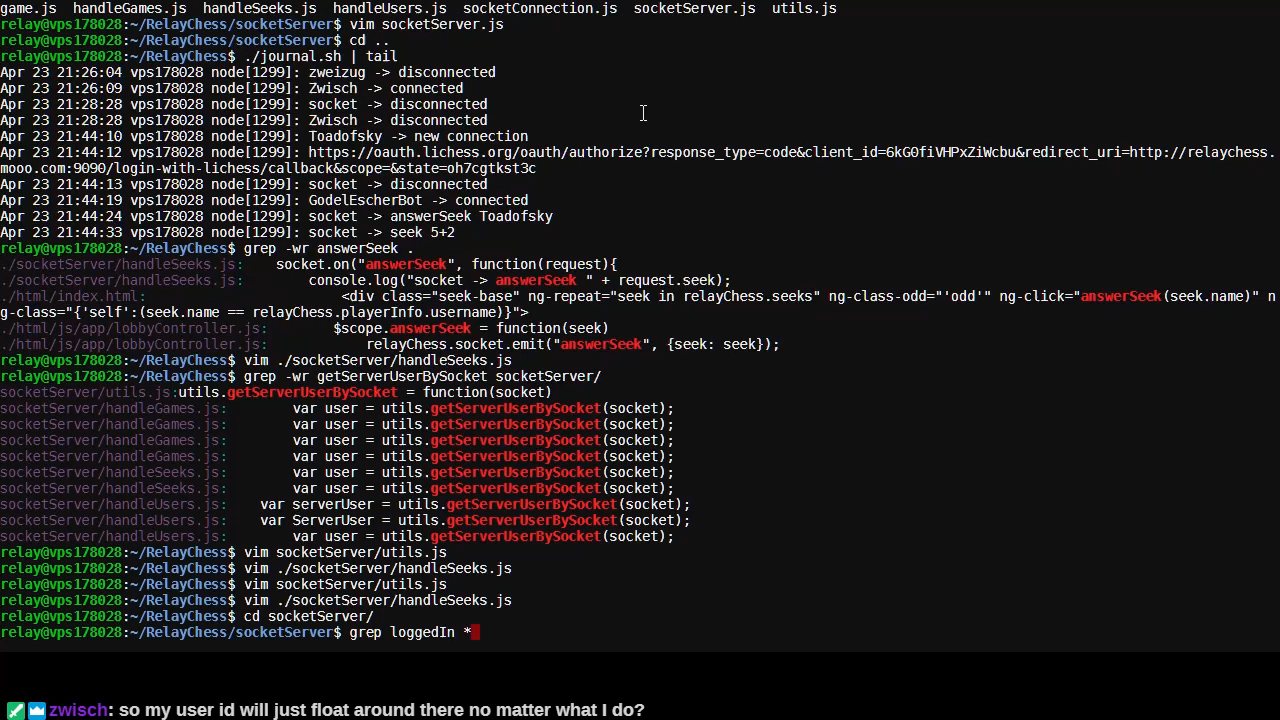 game.js  handleGames.js  handleSeeks.js  handleUsers.js  socketConnection.js  socketServer.js  utils.js
relay@vps178028:~/RelayChess/socketServer$ vim socketServer.js
relay@vps178028:~/RelayChess/socketServer$ cd ..
relay@vps178028:~/RelayChess$ ./journal.sh | tail
Apr 23 21:26:04 vps178028 node[1299]: zweizug -> disconnected
Apr 23 21:26:09 vps178028 node[1299]: Zwisch -> connected
Apr 23 21:28:28 vps178028 node[1299]: socket -> disconnected
Apr 23 21:28:28 vps178028 node[1299]: Zwisch -> disconnected
Apr 23 21:44:10 vps178028 node[1299]: Toadofsky -> new connection
Apr 23 21:44:12 vps178028 node[1299]: https://oauth.lichess.org/oauth/authorize?response_type=code&client_id=6kG0fiVHPxZiWcbu&redirect_uri=http://relaychess.
mooo.com:9090/login-with-lichess/callback&scope=&state=oh7cgtkst3c
Apr 23 21:44:13 vps178028 node[1299]: socket -> disconnected
Apr 23 21:44:19 vps178028 node[1299]: GodelEscherBot -> connected
Apr 23 21:44:24 vps178028 node[1299]: socket -> answerSeek Toadofsky
Apr 23 21:44:33 vps178028 node[1299]: socket -> seek 5+2
relay@vps178028:~/RelayChess$ grep -wr answerSeek .
./socketServer/handleSeeks.js:    socket.on("answerSeek", function(request){
./socketServer/handleSeeks.js:        console.log("socket -> answerSeek " + request.seek);
./html/index.html:                        <div class="seek-base" ng-repeat="seek in relayChess.seeks" ng-class-odd="'odd'" ng-click="answerSeek(seek.name)" n
g-class="{'self':(seek.name == relayChess.playerInfo.username)}">
./html/js/app/lobbyController.js:        $scope.answerSeek = function(seek)
./html/js/app/lobbyController.js:            relayChess.socket.emit("answerSeek", {seek: seek});
relay@vps178028:~/RelayChess$ vim ./socketServer/handleSeeks.js
relay@vps178028:~/RelayChess$ grep -wr getServerUserBySocket socketServer/
socketServer/utils.js:utils.getServerUserBySocket = function(socket)
socketServer/handleGames.js:        var user = utils.getServerUserBySocket(socket);
socketServer/handleGames.js:        var user = utils.getServerUserBySocket(socket);
socketServer/handleGames.js:        var user = utils.getServerUserBySocket(socket);
socketServer/handleGames.js:        var user = utils.getServerUserBySocket(socket);
socketServer/handleSeeks.js:        var user = utils.getServerUserBySocket(socket);
socketServer/handleSeeks.js:        var user = utils.getServerUserBySocket(socket);
socketServer/handleUsers.js:    var serverUser = utils.getServerUserBySocket(socket);
socketServer/handleUsers.js:    var ServerUser = utils.getServerUserBySocket(socket);
socketServer/handleUsers.js:        var user = utils.getServerUserBySocket(socket);
relay@vps178028:~/RelayChess$ vim socketServer/utils.js
relay@vps178028:~/RelayChess$ vim ./socketServer/handleSeeks.js
relay@vps178028:~/RelayChess$ vim socketServer/utils.js
relay@vps178028:~/RelayChess$ vim ./socketServer/handleSeeks.js
relay@vps178028:~/RelayChess$ cd socketServer/
relay@vps178028:~/RelayChess/socketServer$ grep loggedIn *
zwisch: so my user id will just float around there no matter what I do?